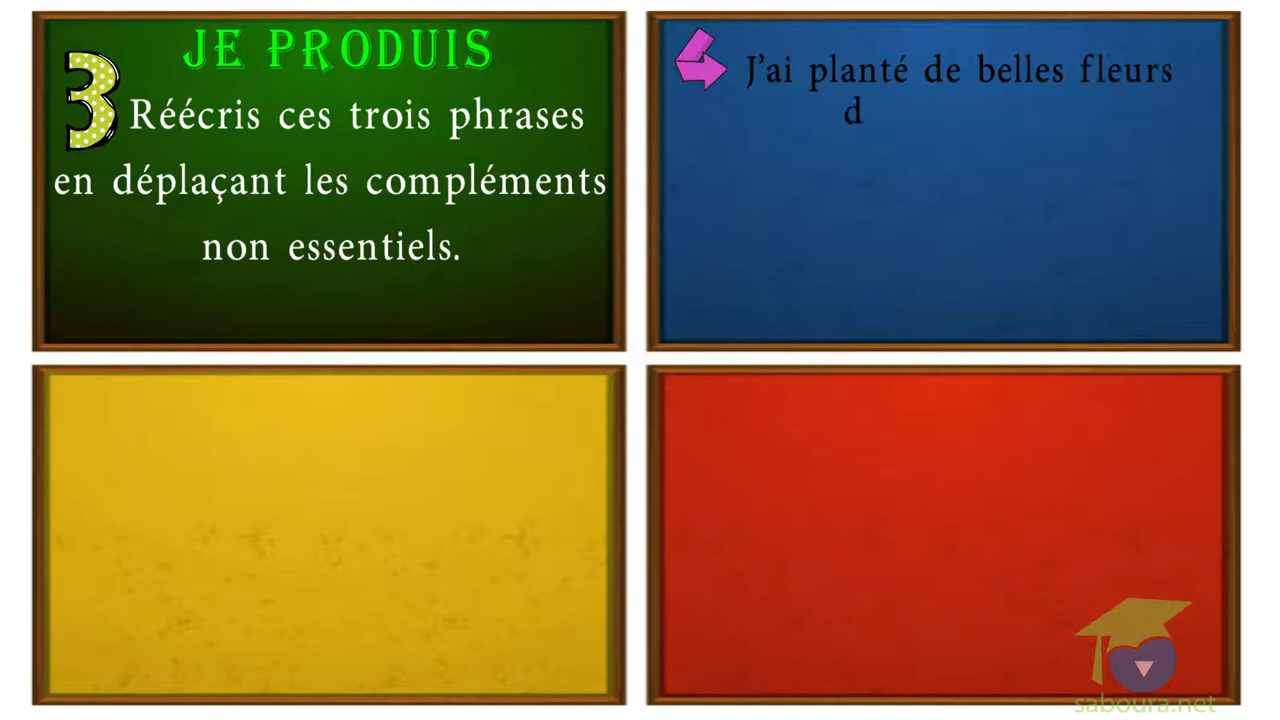 JE PRODUIS
3 Réécris ces trois phrases
en déplaçant les compléments
non essentiels.
J'ai planté de belles fleurs
d
saboura.net